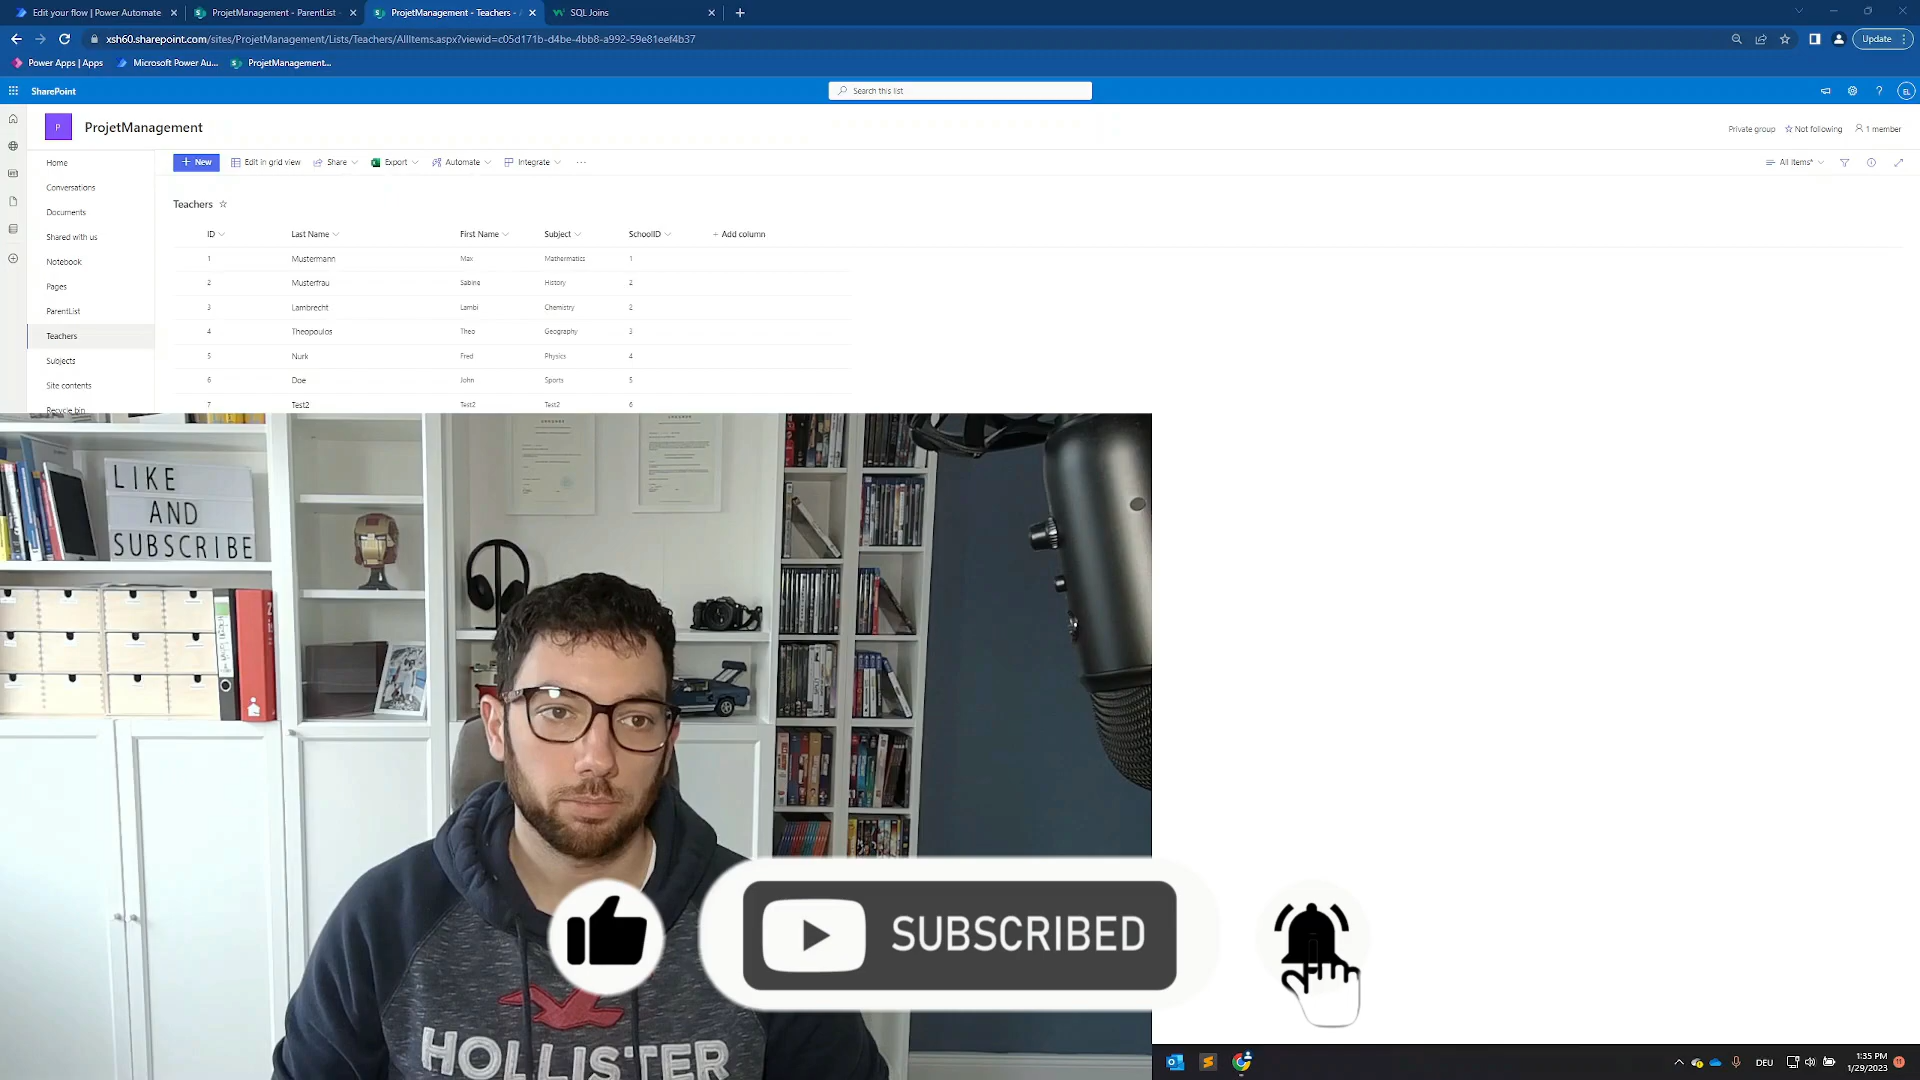 Edit your flow | Power Automate
ProjetManagement - ParentList -
ProjetManagement - Teachers -
SQL Joins
xsh60.sharepoint.com/sites/ProjetManagement/Lists/Teachers/AllItems.aspx?viewid=c05d171b-d4be-4bb8-a992-59e81eef4b37
Update
Power Apps | Apps
Microsoft Power Au...
ProjetManagement...
SharePoint
Search this list
EL
P
ProjetManagement
Private group
Not following
1 member
New
Edit in grid view
Share
Export
Automate
Integrate
...
All Items*
Home
Conversations
Documents
Shared with us
Notebook
Pages
ParentList
Teachers
Subjects
Site contents
Recycle bin
Teachers
ID Last Name First Name Subject SchoolID + Add column
1 Mustermann Max Mathermatics 1
2 Musterfrau Sabine History 2
3 Lambrecht Lambi Chemistry 2
4 Theopoulos Theo Geography 3
5 Nurk Fred Physics 4
6 Doe John Sports 5
7 Test2 Test2 Test2 6
LIKE
AND
SUBSCRIBE
SUBSCRIBED
HOLLISTER
DEU
1:35 PM
1/29/2023
11